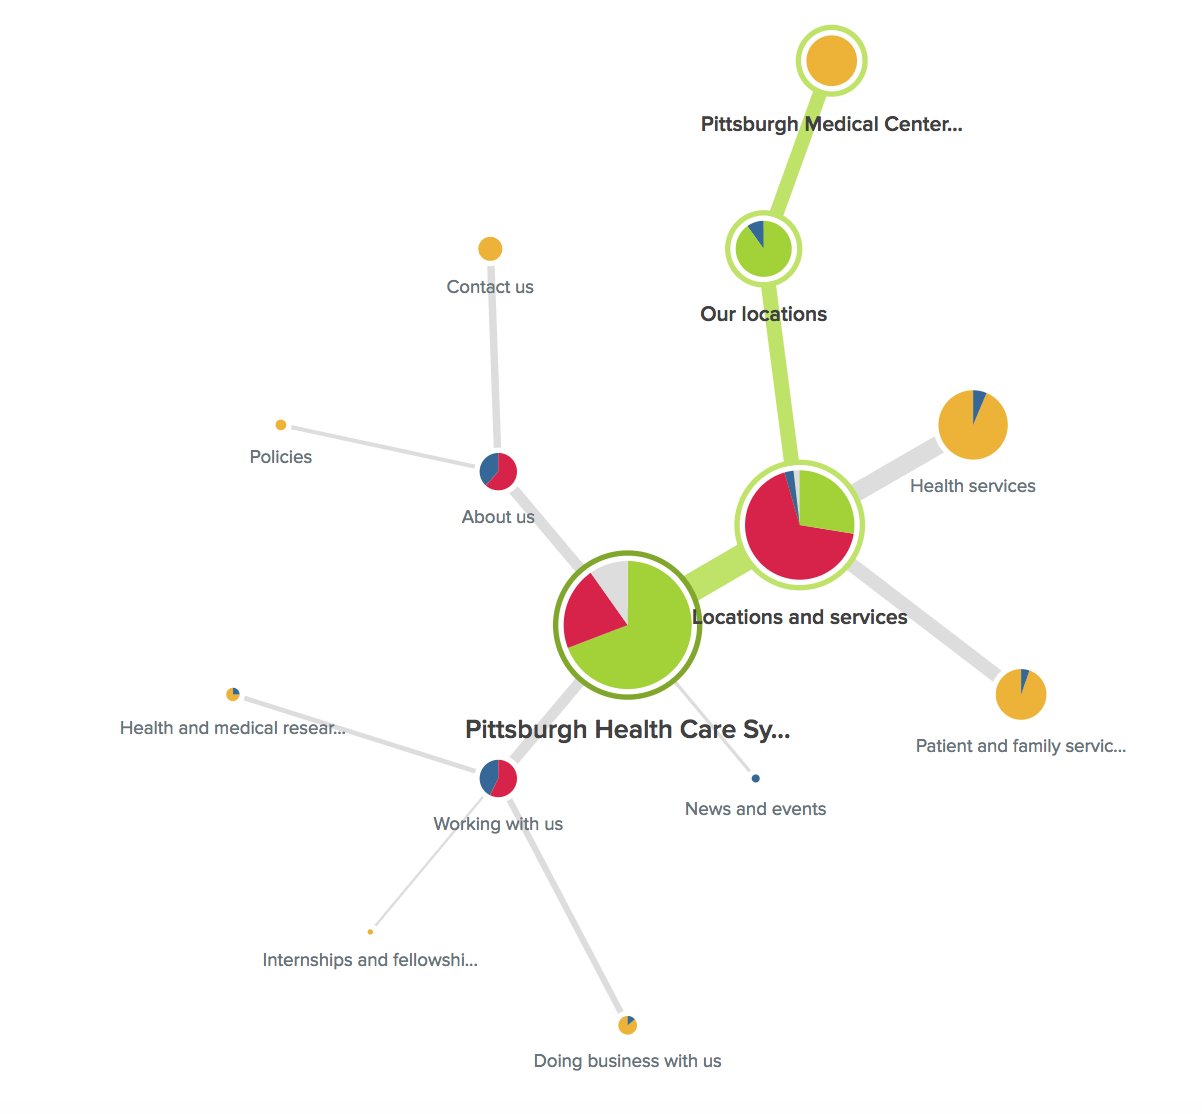 Pittsburgh Medical Center...
Contact us
Our locations
Policies
Health services
About us
Locations and services
Health and medical resear...
Pittsburgh Health Care Sy...
Patient and family servic...
News and events
Working with us
Internships and fellowshi...
Doing business with us